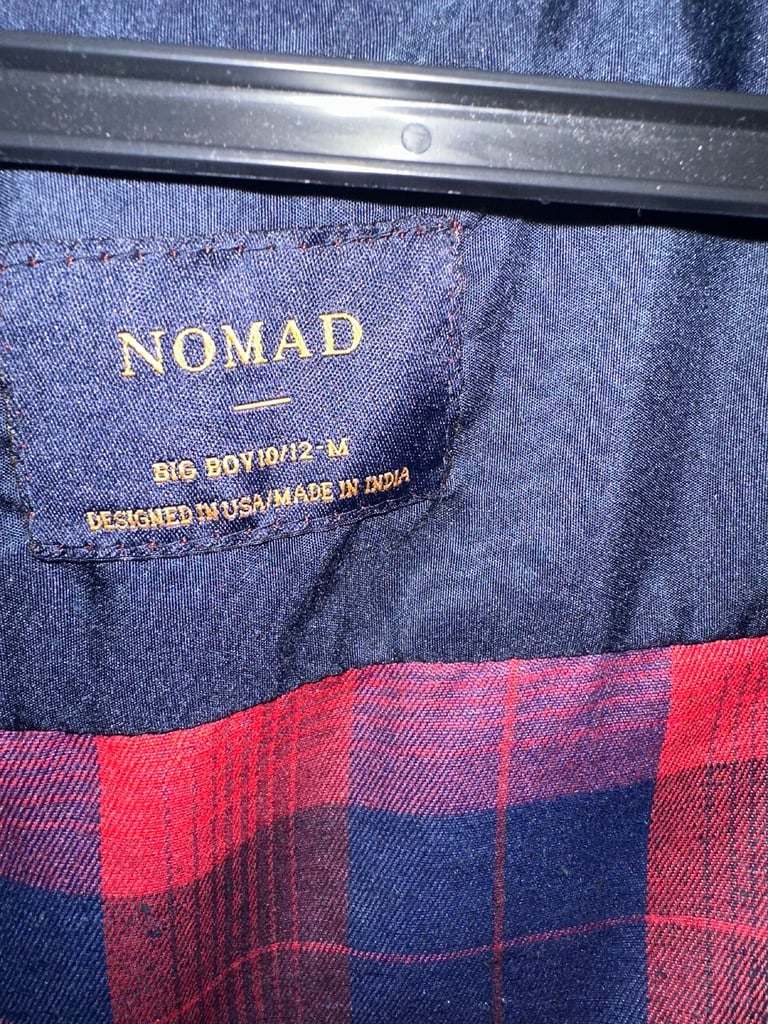 NOMAD
BIG BOY 10/12-M
DESIGNED IN USA/MADE IN INDIA